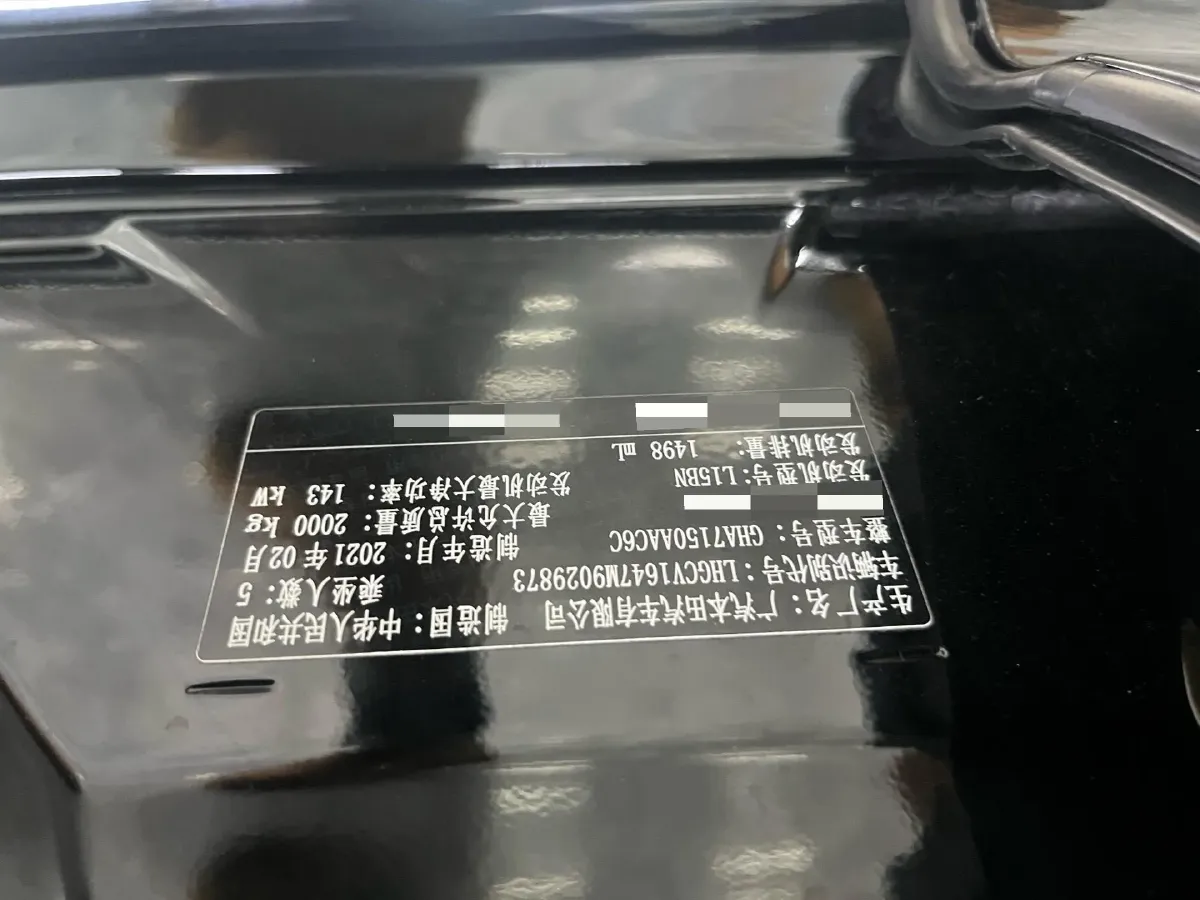 生产厂名：广汽本田汽车有限公司 制造国：中华人民共和国
车辆识别代号：LHGCV1647M9029873 乘坐人数：5
整车型号：GHA7150AAC6C 制造年月：2021年02月
最大允许总质量：2000 kg
发动机型号：L15BN 发动机最大净功率：143 kW
发动机排量：1498 mL